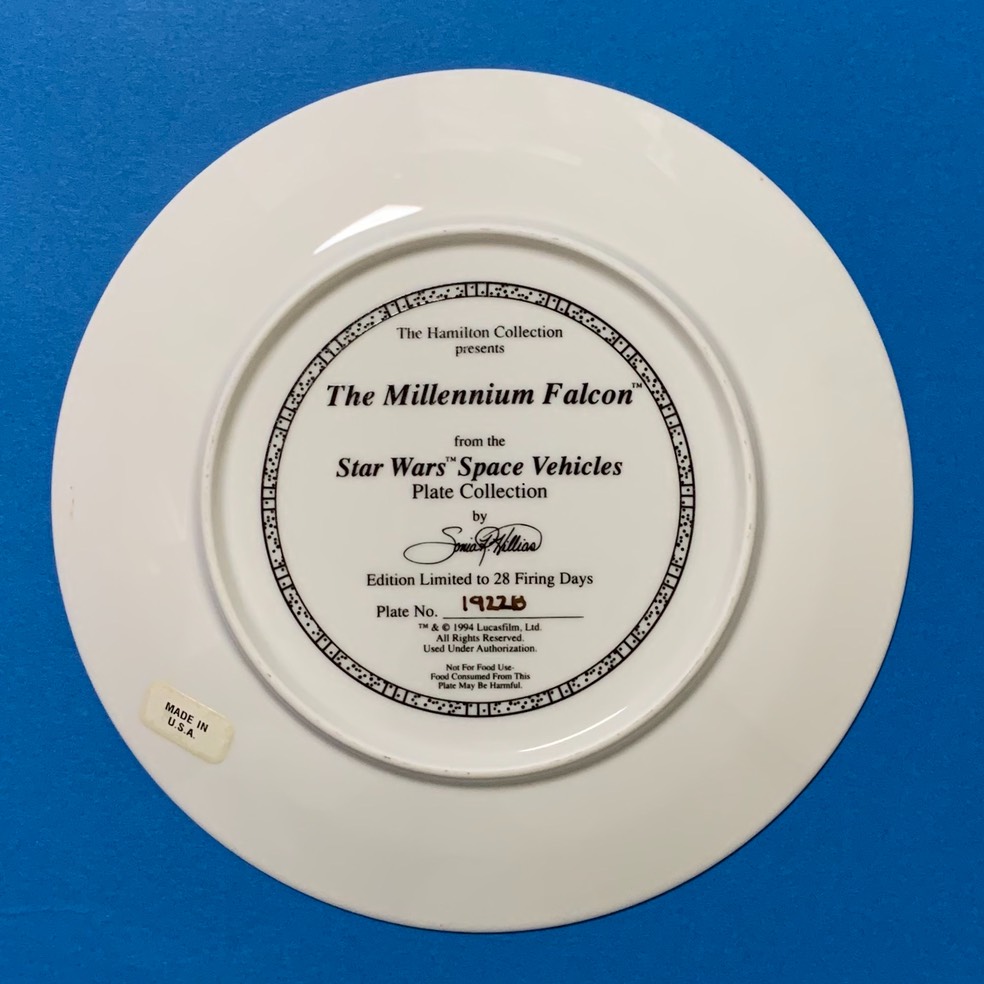 The Hamilton Collection
presents
The Millennium Falcon™
from the
Star Wars™ Space Vehicles
Plate Collection
by
Sonia R. Hillios
Edition Limited to 28 Firing Days
Plate No. 1922B
™ & © 1994 Lucasfilm, Ltd.
All Rights Reserved.
Used Under Authorization.
Not For Food Use-
Food Consumed From This
Plate May Be Harmful.
MADE IN
U.S.A.